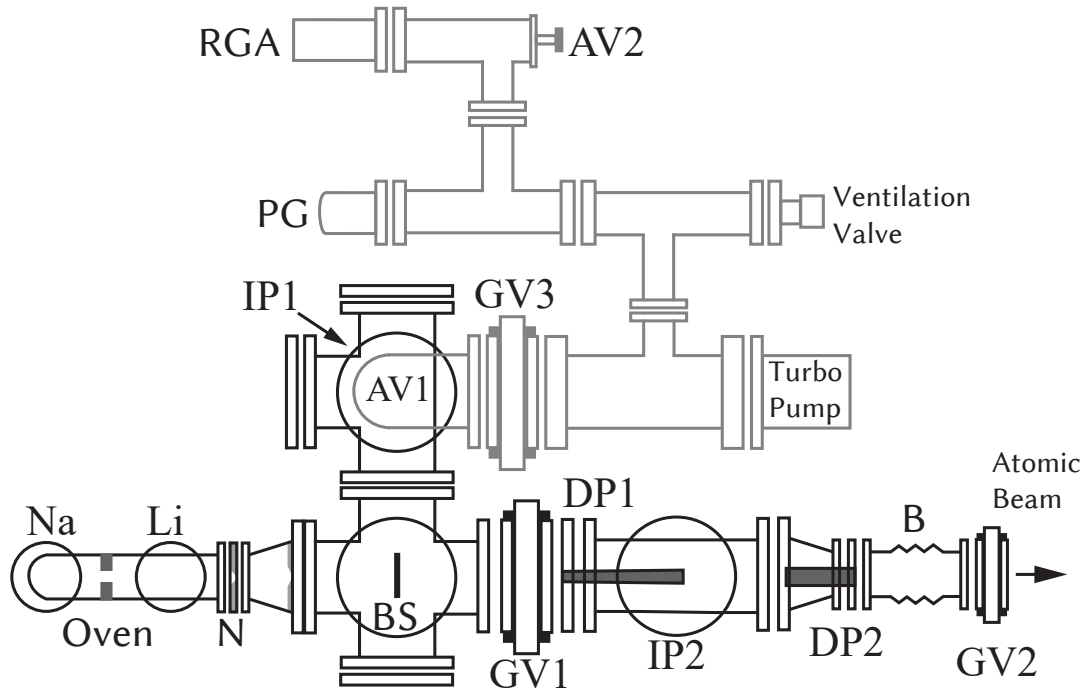 RGA
AV2
PG
Ventilation
Valve
IP1
GV3
AV1
Turbo
Pump
Atomic
Beam
Na
Li
DP1
B
Oven
N
BS
GV1
IP2
DP2
GV2